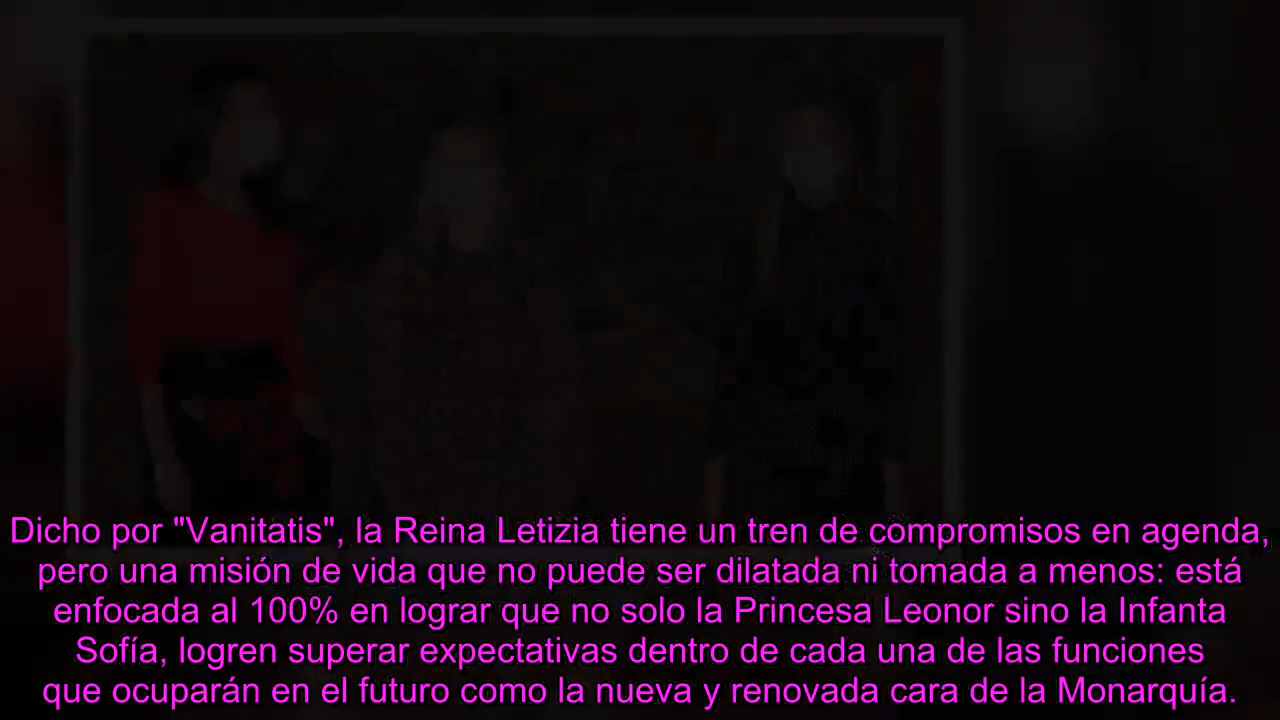 Dicho por "Vanitatis", la Reina Letizia tiene un tren de compromisos en agenda,
pero una misión de vida que no puede ser dilatada ni tomada a menos: está
enfocada al 100% en lograr que no solo la Princesa Leonor sino la Infanta
Sofía, logren superar expectativas dentro de cada una de las funciones
que ocuparán en el futuro como la nueva y renovada cara de la Monarquía.